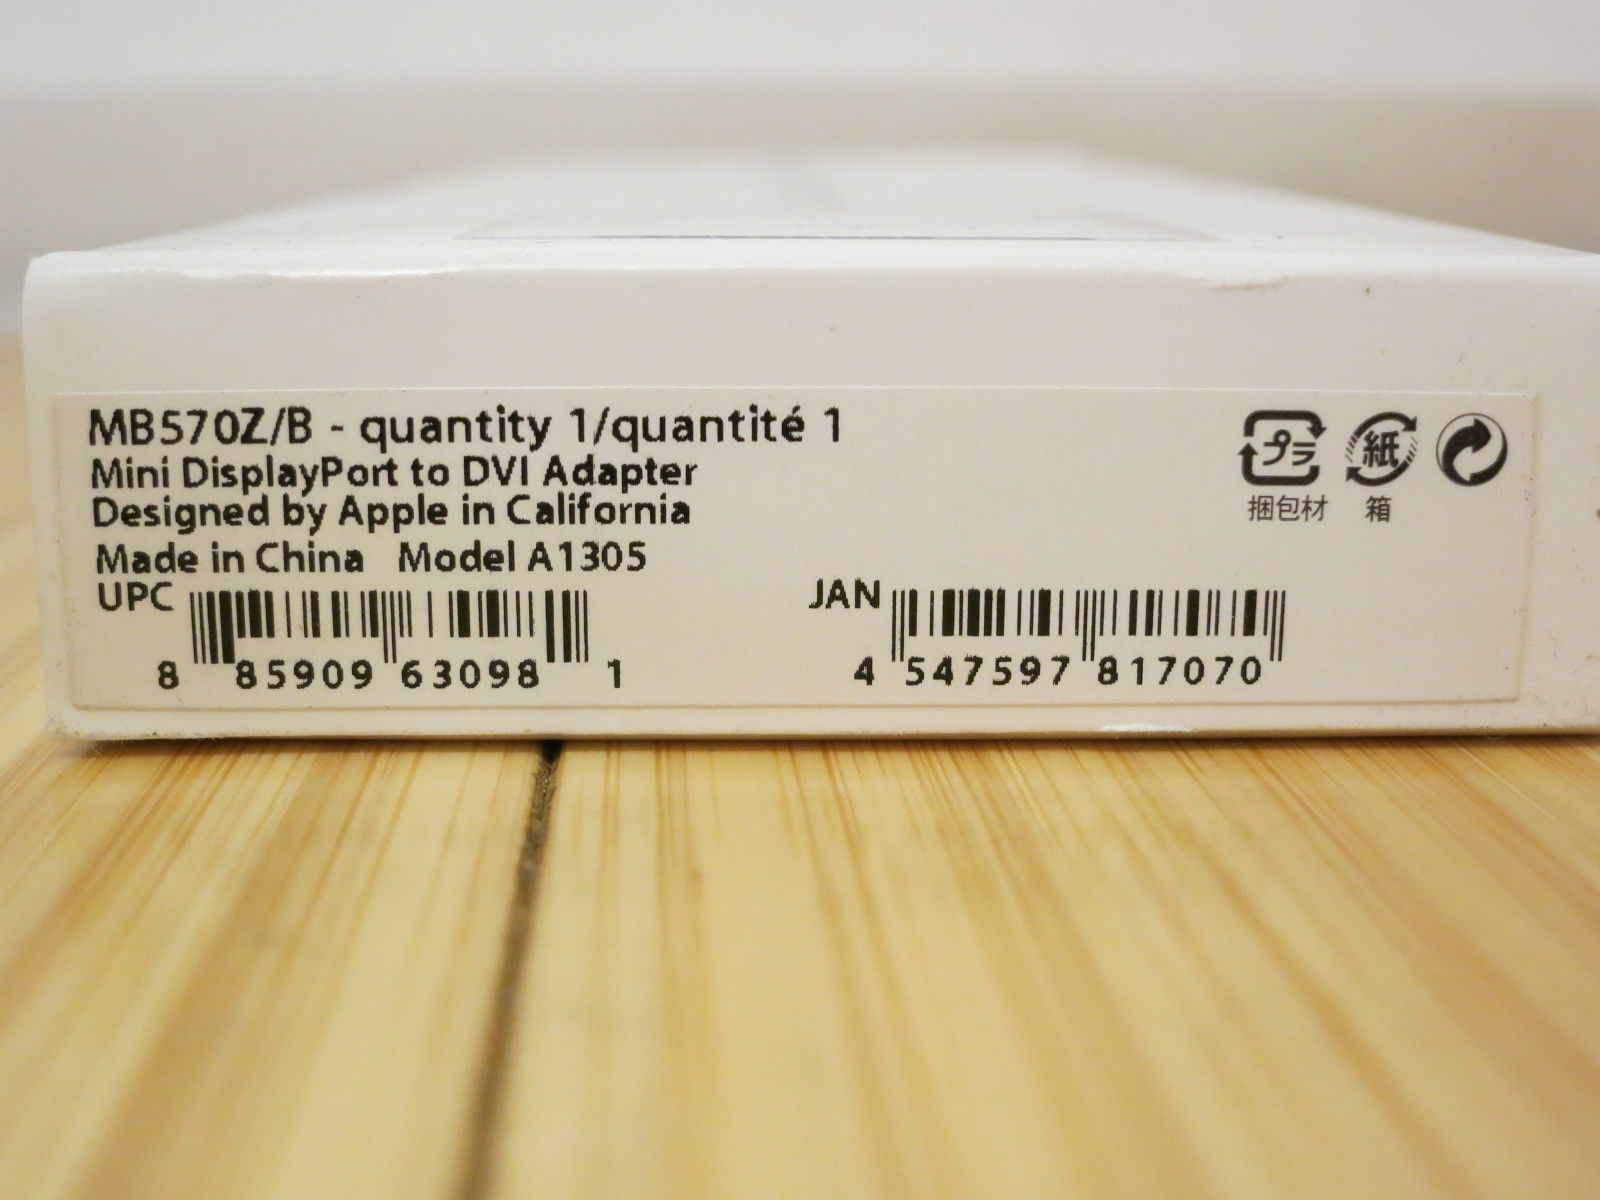 MB570Z/B - quantity 1/quantité 1
Mini DisplayPort to DVI Adapter
Designed by Apple in California
Made in China Model A1305
UPC
8 85909 63098 1
JAN
4 547597 817070
プラ
捆包材
紙
箱